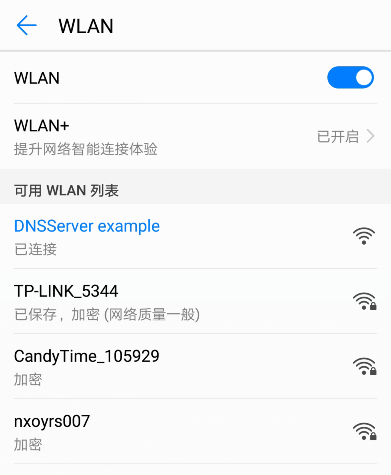 WLAN
WLAN
WLAN+
提升网络智能连接体验
已开启
可用 WLAN 列表
DNSServer example
已连接
TP-LINK_5344
已保存，加密 (网络质量一般)
CandyTime_105929
加密
nxoyrs007
加密